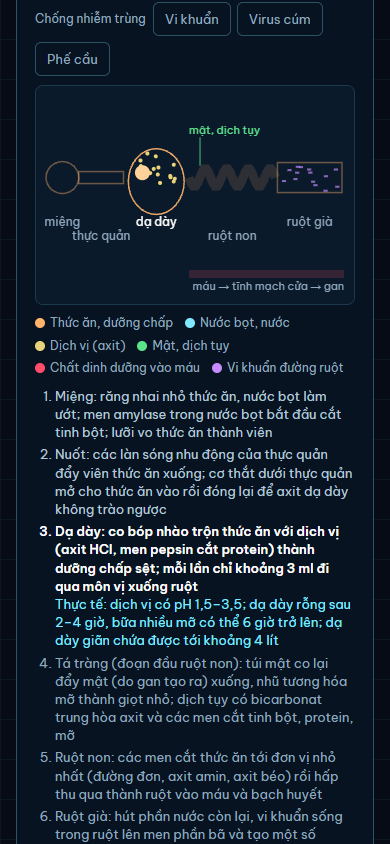 Chống nhiễm trùng
Vi khuẩn
Virus cúm
Phế cầu
mật, dịch tụy
miệng
thực quản
dạ dày
ruột non
ruột già
máu → tĩnh mạch cửa → gan
Thức ăn, dưỡng chấp
Nước bọt, nước
Dịch vị (axit)
Mật, dịch tụy
Chất dinh dưỡng vào máu
Vi khuẩn đường ruột
1. Miệng: răng nhai nhỏ thức ăn, nước bọt làm
ướt; men amylase trong nước bọt bắt đầu cắt
tinh bột; lưỡi vo thức ăn thành viên
2. Nuốt: các làn sóng nhu động của thực quản
đẩy viên thức ăn xuống; cơ thắt dưới thực quản
mở cho thức ăn vào rồi đóng lại để axit dạ dày
không trào ngược
3. Dạ dày: co bóp nhào trộn thức ăn với dịch vị
(axit HCl, men pepsin cắt protein) thành
dưỡng chấp sệt; mỗi lần chỉ khoảng 3 ml đi
qua môn vị xuống ruột
Thực tế: dịch vị có pH 1,5–3,5; dạ dày rỗng sau
2–4 giờ, bữa nhiều mỡ có thể 6 giờ trở lên; dạ
dày giãn chứa được tới khoảng 4 lít
4. Tá tràng (đoạn đầu ruột non): túi mật co lại
đẩy mật (do gan tạo ra) xuống, nhũ tương hóa
mỡ thành giọt nhỏ; dịch tụy có bicarbonat
trung hòa axit và các men cắt tinh bột, protein,
mỡ
5. Ruột non: các men cắt thức ăn tới đơn vị nhỏ
nhất (đường đơn, axit amin, axit béo) rồi hấp
thu qua thành ruột vào máu và bạch huyết
6. Ruột già: hút phần nước còn lại, vi khuẩn sống
trong ruột lên men phần bã và tạo một số